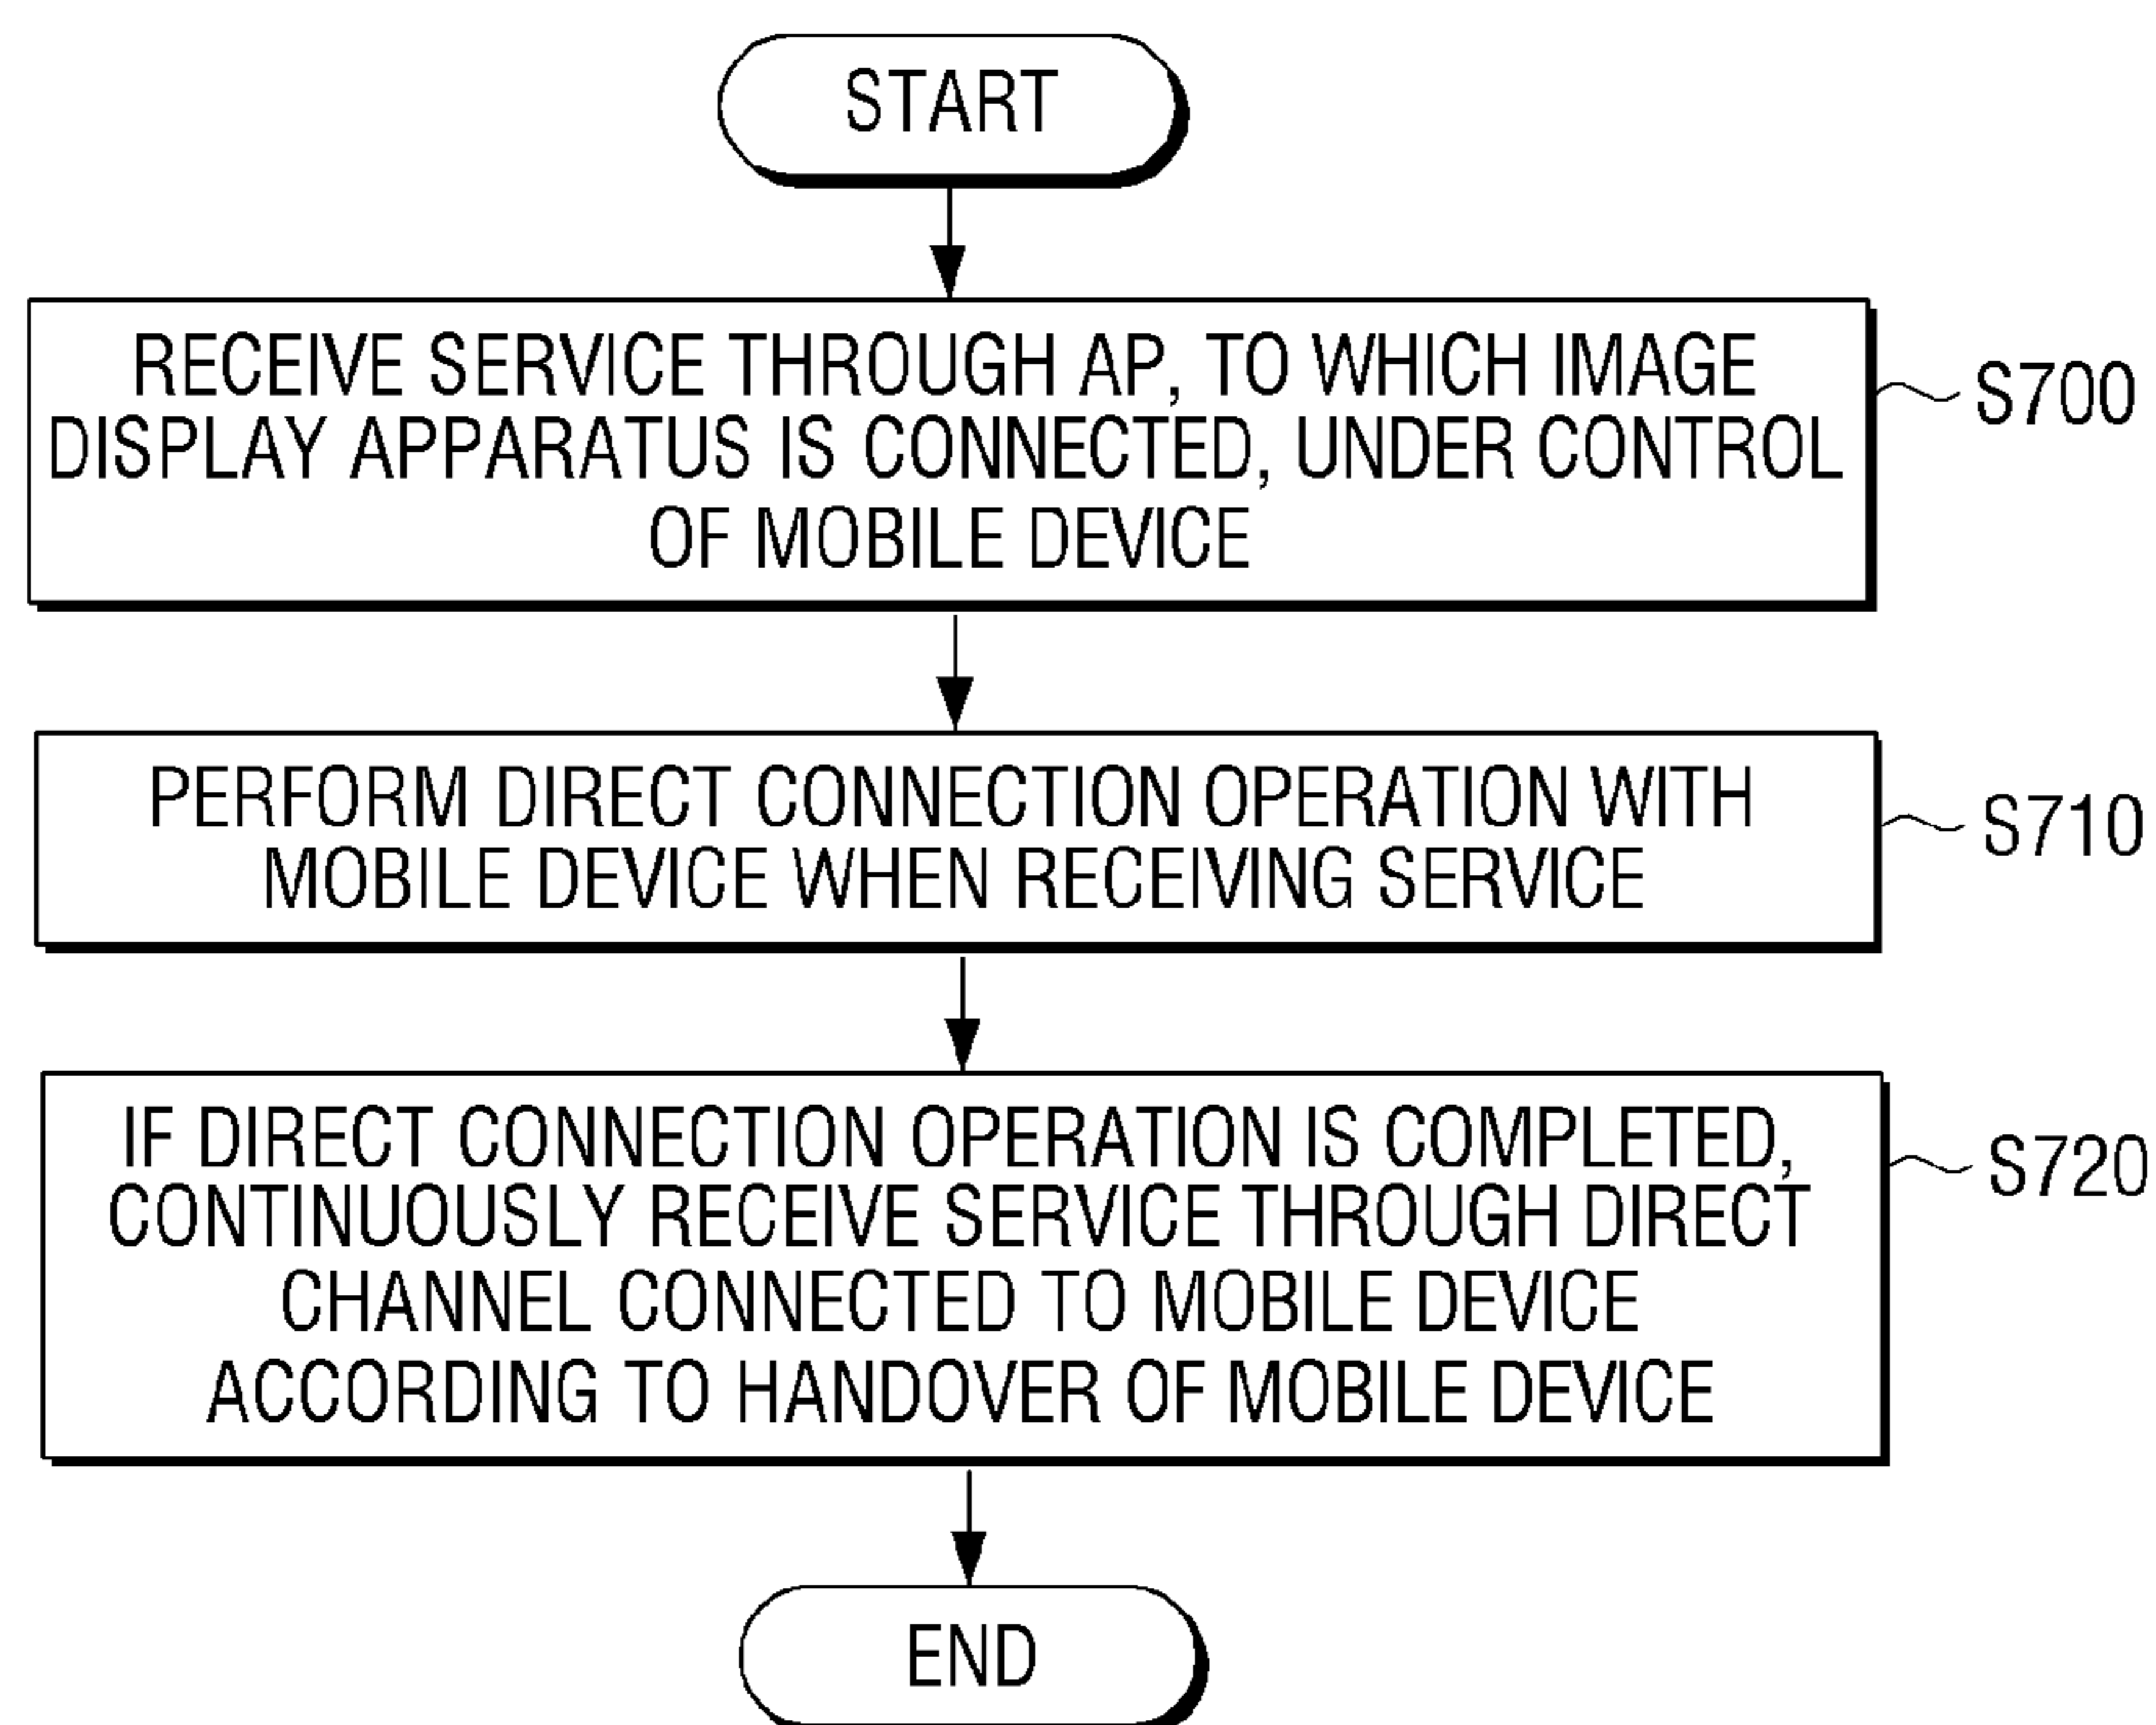 START
RECEIVE SERVICE THROUGH AP, TO WHICH IMAGE
DISPLAY APPARATUS IS CONNECTED, UNDER CONTROL
OF MOBILE DEVICE
S700
PERFORM DIRECT CONNECTION OPERATION WITH
MOBILE DEVICE WHEN RECEIVING SERVICE
S710
IF DIRECT CONNECTION OPERATION IS COMPLETED,
CONTINUOUSLY RECEIVE SERVICE THROUGH DIRECT
CHANNEL CONNECTED TO MOBILE DEVICE
ACCORDING TO HANDOVER OF MOBILE DEVICE
S720
END